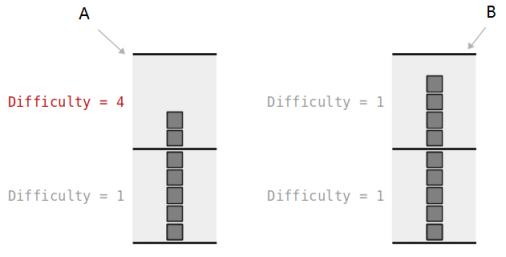 A
B
Difficulty = 4
Difficulty = 1
Difficulty = 1
Difficulty = 1